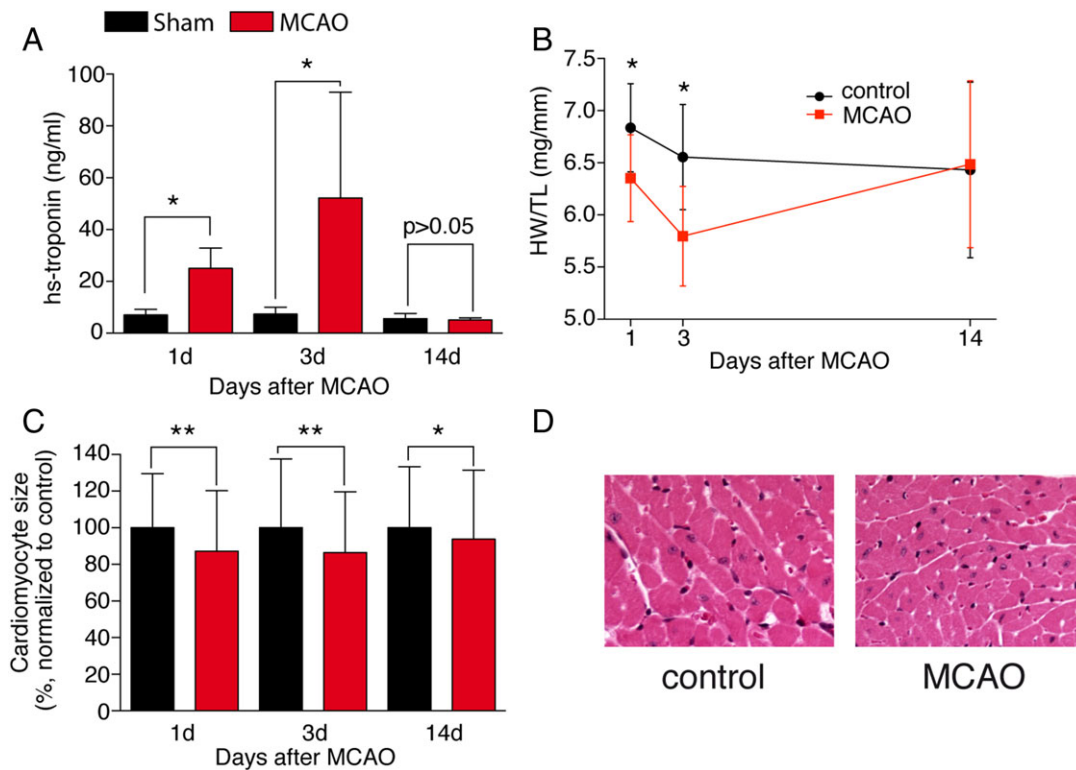 A
Sham MCAO
hs-troponin (ng/ml)
100
80
60
40
20
0
*
*
p>0.05
1d 3d 14d
Days after MCAO
B
HW/TL (mg/mm)
7.5
7.0
6.5
6.0
5.5
5.0
* *
control
MCAO
1 3 14
Days after MCAO
C
Cardiomyocyte size
(%, normalized to control)
140
120
100
80
60
40
20
0
** ** *
1d 3d 14d
Days after MCAO
D
control MCAO